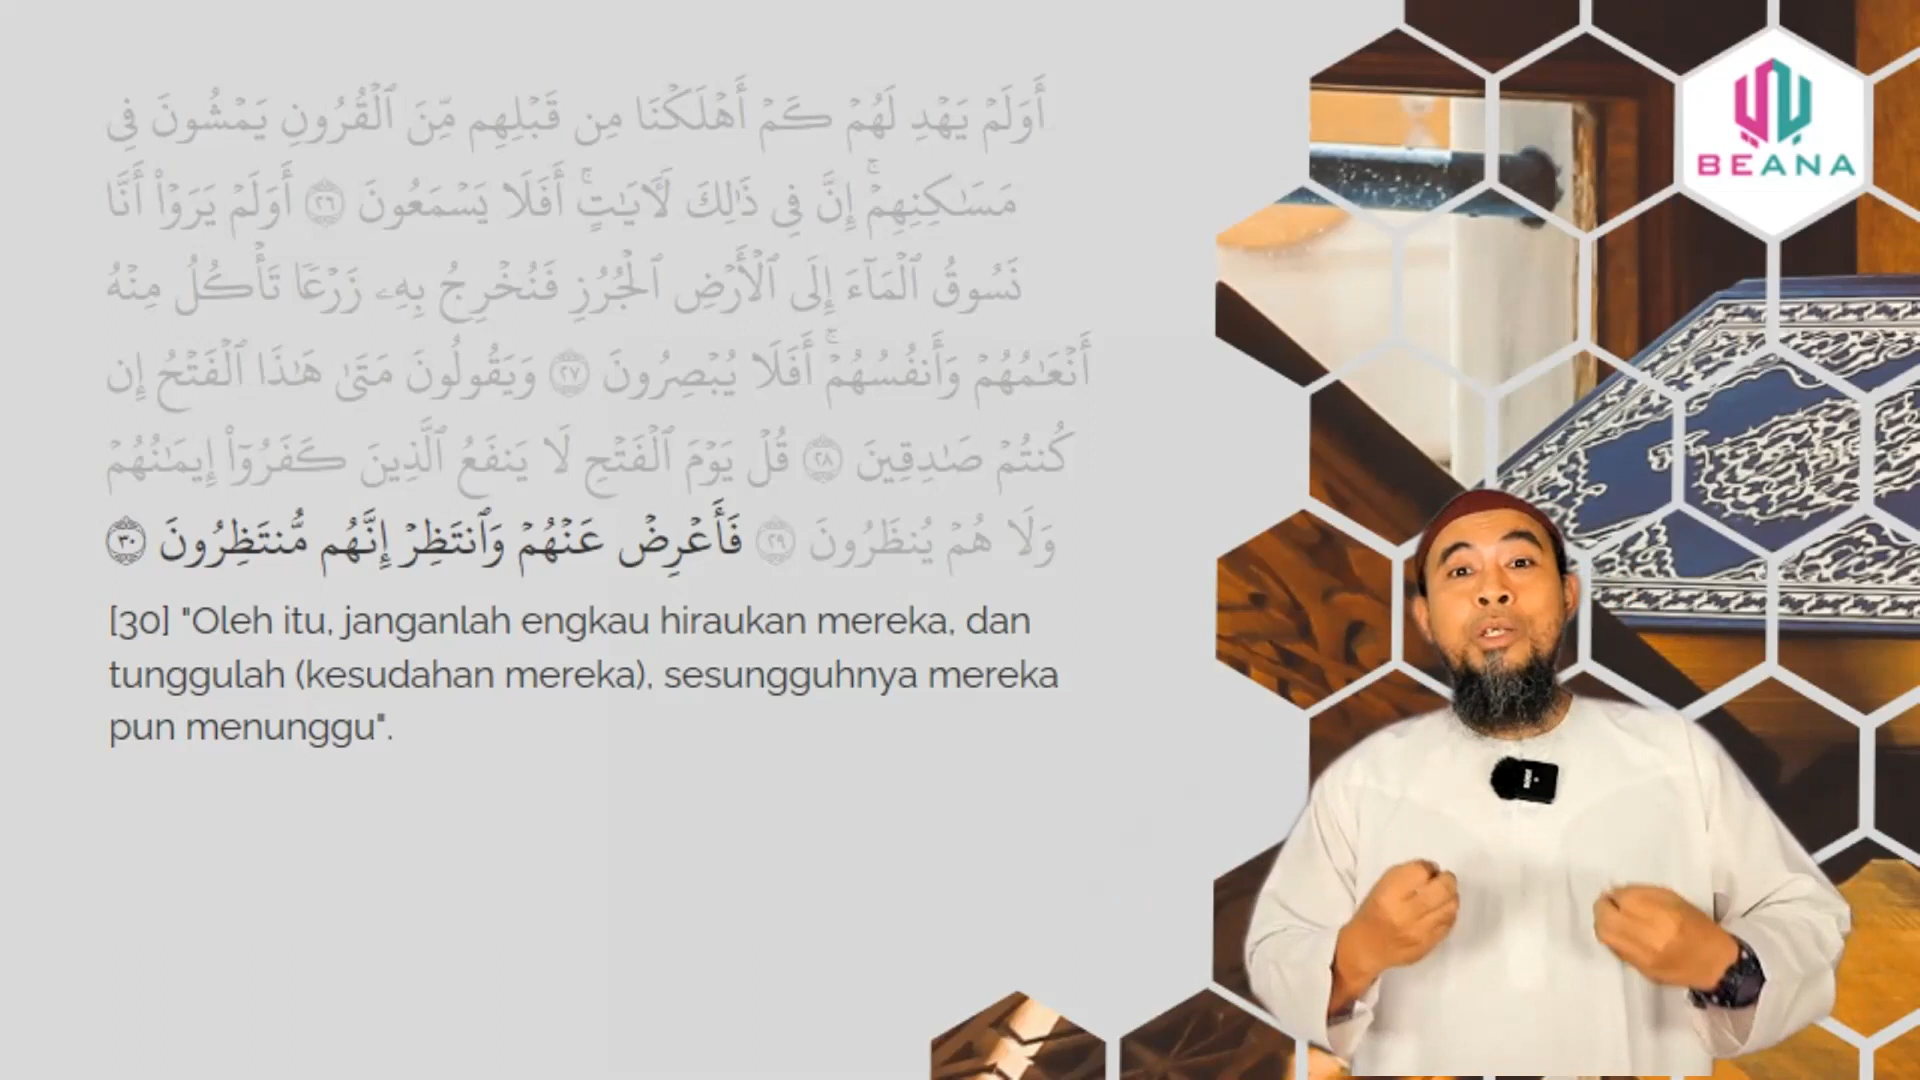 أَوَلَمۡ يَهۡدِ لَهُمۡ كَمۡ أَهۡلَكۡنَا مِن قَبۡلِهِم مِّنَ ٱلۡقُرُونِ يَمۡشُونَ فِي
مَسَٰكِنِهِمۡۚ إِنَّ فِي ذَٰلِكَ لَأٓيَٰتٍۚ أَفَلَا يَسۡمَعُونَ ٢٦ أَوَلَمۡ يَرَوۡاْ أَنَّا
نَسُوقُ ٱلۡمَآءَ إِلَى ٱلۡأَرۡضِ ٱلۡجُرُزِ فَنُخۡرِجُ بِهِۦ زَرۡعٗا تَأۡكُلُ مِنۡهُ
أَنۡعَٰمُهُمۡ وَأَنفُسُهُمۡۚ أَفَلَا يُبۡصِرُونَ ٢٧ وَيَقُولُونَ مَتَىٰ هَٰذَا ٱلۡفَتۡحُ إِن
كُنتُمۡ صَٰدِقِينَ ٢٨ قُلۡ يَوۡمَ ٱلۡفَتۡحِ لَا يَنفَعُ ٱلَّذِينَ كَفَرُوٓاْ إِيمَٰنُهُمۡ
وَلَا هُمۡ يُنظَرُونَ ٢٩ فَأَعۡرِضۡ عَنۡهُمۡ وَٱنتَظِرۡ إِنَّهُم مُّنتَظِرُونَ ٣٠
[30] "Oleh itu, janganlah engkau hiraukan mereka, dan
tunggulah (kesudahan mereka), sesungguhnya mereka
pun menunggu".
BEANA